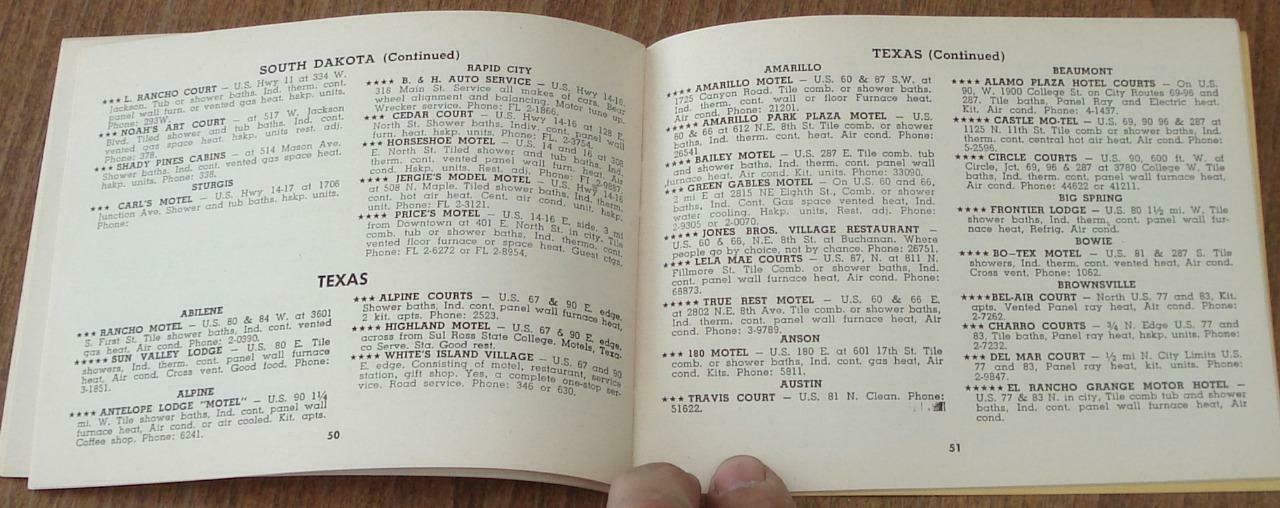 SOUTH DAKOTA (Continued)
★★★ L. RANCHO COURT — U.S. Hwy 11 at 334 W.
Jackson. Tub or shower baths. Ind. therm. cont.
panel wall furn. or vented gas heat. hskp. units.
Phone: 293W.
★★★ NOAH'S ART COURT — at 517 W. Jackson
Blvd. Tiled shower and tub baths. Ind. cont.
vented gas space heat. hskp. units rest. adj.
Phone: 378.
★★★ SHADY PINES CABINS — at 514 Mason Ave.
Shower baths. Ind. cont. vented gas space heat.
hskp. units. Phone: 338.
STURGIS
★★★ CARL'S MOTEL — U.S. Hwy. 14-17 at 1706
Junction Ave. Shower and tub baths, hskp. units.
Phone:
RAPID CITY
★★★★ B. & H. AUTO SERVICE — U.S. Hwy 14-16.
318 Main St. Service all makes of cars. Bear
wheel alignment and balancing. Motor tune up.
Wrecker service. Phone: FL 2-1866.
★★★ CEDAR COURT — U.S. Hwy 14-16 at 128 E.
North St. Shower baths, Indiv. cont. Panel wall
furn. heat. hskp. units, Phone: FL 2-3754.
★★★★ HORSESHOE MOTEL — U.S. 14 and 16 at 308
E. North St. Tiled shower and tub baths, Ind.
therm. cont. vented panel wall furn. heat, Air
cond. Hskp. Units. Rest. adj. Phone: FI 2-9887
★★★★ JERGIE'S MODEL MOTEL — U.S. Hwy 14-16
at 508 N. Maple. Tiled shower baths, Ind. therm.
cont. hot air heat. Cent. air cond. unit, hskp.
unit. Phone: FL 2-3121.
★★★★ PRICE'S MOTEL — U.S. 14-16 E. side, 3 mi
from Downtown at 401 E. North St. in city. Tile
comb. tub or shower baths, Ind. thermo. cont.
vented floor furnace or space heat. Guest ctgs.
Phone: FL 2-6272 or FL 2-8954.
TEXAS
ABILENE
★★★★ RANCHO MOTEL — U.S. 80 & 84 W. at 3601
S. First St. Tile shower baths, Ind. cont. vented
gas heat, Air cond. Phone: 2-0390.
★★★★★ SUN VALLEY LODGE — U.S. 80 E. Tile
showers, Ind. therm. cont. panel wall furnace
heat, Air cond. Cross vent. Good food. Phone:
3-1851.
ALPINE
★★★★ ANTELOPE LODGE "MOTEL" — U.S. 90 1¼
mi. W. Tile shower baths, Ind. cont. panel wall
furnace heat, Air cond. or air cooled. Kit. apts.
Coffee shop. Phone: 6241.
★★★ ALPINE COURTS — U.S. 67 & 90 E. edge.
Shower baths, Ind. cont. panel wall furnace heat,
2 kit. apts. Phone: 2523.
★★★★ HIGHLAND MOTEL — U.S. 67 & 90 E. edge,
across from Sul Ross State College. Motels, Texa-
co Serve. Sta. Good rest.
★★★★ WHITE'S ISLAND VILLAGE — U.S. 67 and 90
E. edge. Consisting of motel, restaurant, service
station, gift shop. Yes, a complete one-stop ser-
vice. Road service. Phone: 346 or 630.
50
TEXAS (Continued)
AMARILLO
★★★★ AMARILLO MOTEL — U.S. 60 & 87 S.W. at
1725 Canyon Road. Tile comb. or shower baths.
Ind. therm. cont. wall or floor Furnace heat.
Air cond. Phone: 21201.
★★★★★ AMARILLO PARK PLAZA MOTEL — U.S.
60 & 66 at 612 N.E. 8th St. Tile comb. or shower
baths, Ind. therm. cont. heat, Air cond. Phone:
26541
★★★★ BAILEY MOTEL — U.S. 287 E. Tile comb. tub
and shower baths, Ind. therm. cont. panel wall
furnace heat, Air cond. Kit. units. Phone: 33090.
★★★★ GREEN GABLES MOTEL — On U.S. 60 and 66,
2 mi E at 2815 NE Eighth St., Comb. or shower
baths, Ind. Cont. Gas space vented heat, Ind.
water cooling. Hskp. units, Rest. adj. Phone:
2-9305 or 2-0070.
★★★★★ JONES BROS. VILLAGE RESTAURANT —
U.S. 60 & 66, N.E. 8th St. at Buchanan. Where
people go by choice, not by chance. Phone: 26751.
★★★★ LELA MAE COURTS — U.S. 87, N. at 811 N.
Fillmore St. Tile Comb. or shower baths, Ind.
cont. panel wall furnace heat, Air cond. Phone:
68873.
★★★★★ TRUE REST MOTEL — U.S. 60 & 66 E.
at 2802 N.E. 8th Ave. Tile comb. or shower baths,
Ind. therm. cont. panel wall furnace heat, Air
cond. Phone: 3-9789.
ANSON
★★★ 180 MOTEL — U.S. 180 E. at 601 17th St. Tile
comb. or shower baths, Ind. cont. gas heat, Air
cond. Kits. Phone: 5811.
AUSTIN
★★★ TRAVIS COURT — U.S. 81 N. Clean. Phone:
51622.
BEAUMONT
★★★★ ALAMO PLAZA HOTEL COURTS — On U.S.
90, W. 1900 College St. on City Routes 69-96 and
287. Tile baths, Panel Ray and Electric heat.
Kit. Air cond. Phone: 4-1437.
★★★★★ CASTLE MO-TEL — U.S. 69, 90 96 & 287 at
1125 N. 11th St. Tile comb or shower baths, Ind.
therm. cont. central hot air heat. Air cond. Phone:
5-2596.
★★★★ CIRCLE COURTS — U.S. 90, 600 ft. W. of
Circle, Jct. 69, 96 & 287 at 3780 College W. Tile
baths, Ind. therm. cont. panel wall furnace heat,
Air cond. Phone: 44622 or 41211.
BIG SPRING
★★★★ FRONTIER LODGE — U.S. 80 1½ mi. W. Tile
shower baths, Ind. therm. cont. panel wall fur-
nace heat, Refrig. Air cond.
BOWIE
★★★★ BO-TEX MOTEL — U.S. 81 & 287 S. Tile
showers, Ind. therm. cont. vented heat, Air cond.
Cross vent. Phone: 1062.
BROWNSVILLE
★★★★BEL-AIR COURT — North U.S. 77 and 83, Kit.
apts. Vented Panel ray heat, Air cond. Phone:
2-7262.
★★★ CHARRO COURTS — ¾ N. Edge U.S. 77 and
83, Tile baths, Panel ray heat, hskp. units. Phone:
2-7232.
★★★ DEL MAR COURT — ½ mi N. City Limits U.S.
77 and 83, Panel ray heat, kit. units. Phone:
2-9847.
★★★★★EL RANCHO GRANGE MOTOR HOTEL —
U.S. 77 & 83 N. in city, Tile comb tub and shower
baths, Ind. cont. panel wall furnace heat, Air
cond.
51